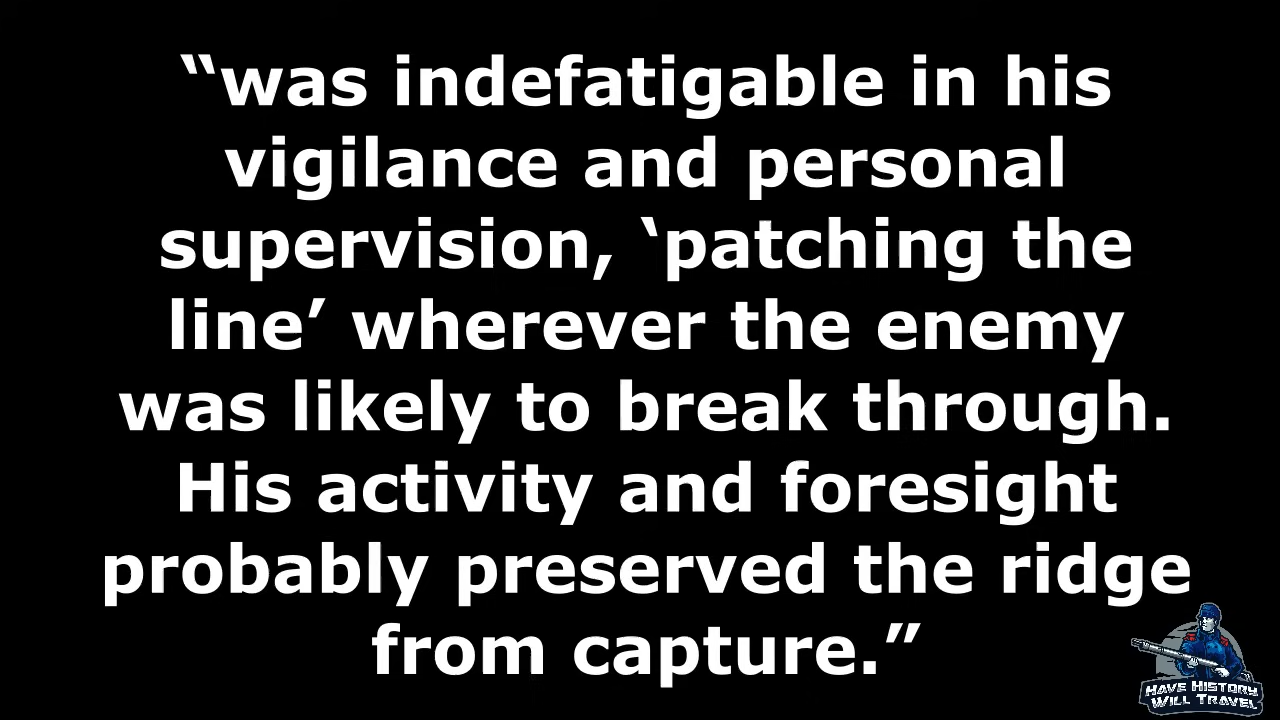 “was indefatigable in his
vigilance and personal
supervision, ‘patching the
line’ wherever the enemy
was likely to break through.
His activity and foresight
probably preserved the ridge
from capture.”
HAVE HISTORY
WILL TRAVEL